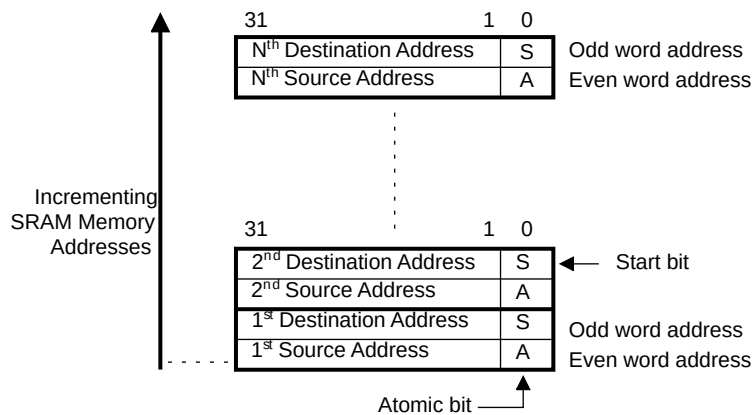 31 1 0
Nth Destination Address S Odd word address
Nth Source Address A Even word address
Incrementing
SRAM Memory
Addresses
31 1 0
2nd Destination Address S Start bit
2nd Source Address A
1st Destination Address S Odd word address
1st Source Address A Even word address
Atomic bit